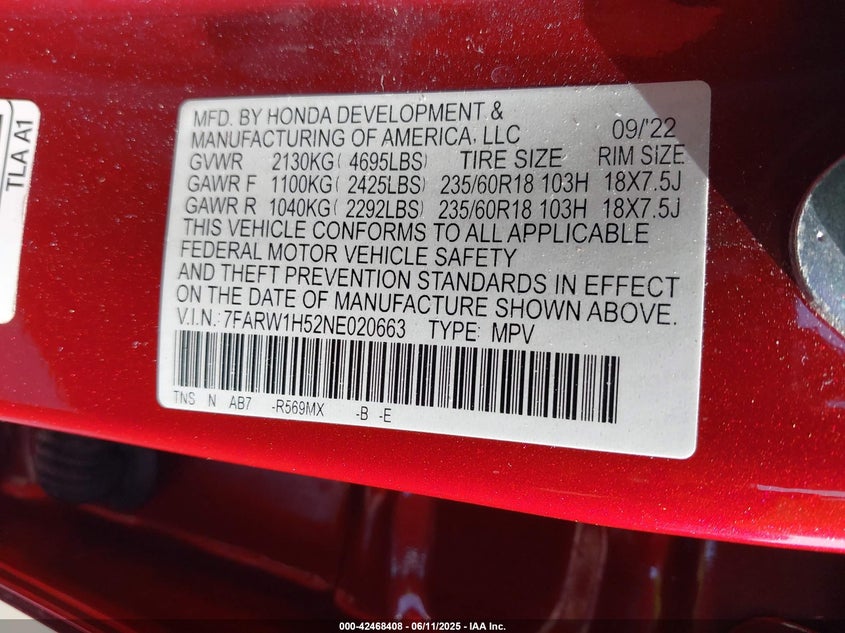 TLA A1
MFD. BY HONDA DEVELOPMENT &
MANUFACTURING OF AMERICA, LLC 09/'22
GVWR 2130KG( 4695LBS) TIRE SIZE RIM SIZE
GAWR F 1100KG( 2425LBS) 235/60R18 103H 18X7.5J
GAWR R 1040KG( 2292LBS) 235/60R18 103H 18X7.5J
THIS VEHICLE CONFORMS TO ALL APPLICABLE
FEDERAL MOTOR VEHICLE SAFETY
AND THEFT PREVENTION STANDARDS IN EFFECT
ON THE DATE OF MANUFACTURE SHOWN ABOVE.
V.I.N.: 7FARW1H52NE020663 TYPE: MPV
TNS N AB7 -R569MX -B -E
000-42468408 - 06/11/2025 - IAA Inc.